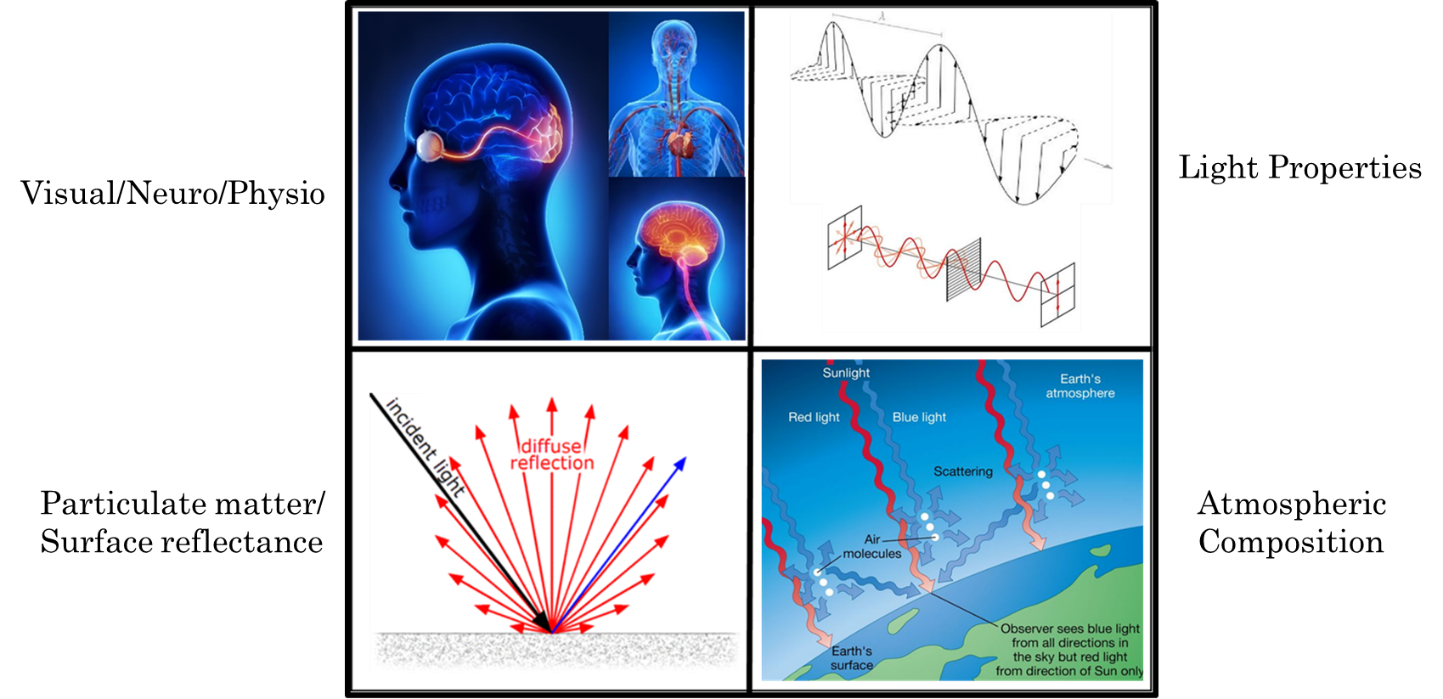 Visual/Neuro/Physio
λ
Light Properties
incident light
diffuse
reflection
Particulate matter/
Surface reflectance
Sunlight
Earth's
atmosphere
Red light
Blue light
Scattering
Air
molecules
Observer sees blue light
from all directions in
the sky but red light
from direction of Sun only
Earth's
surface
Atmospheric
Composition